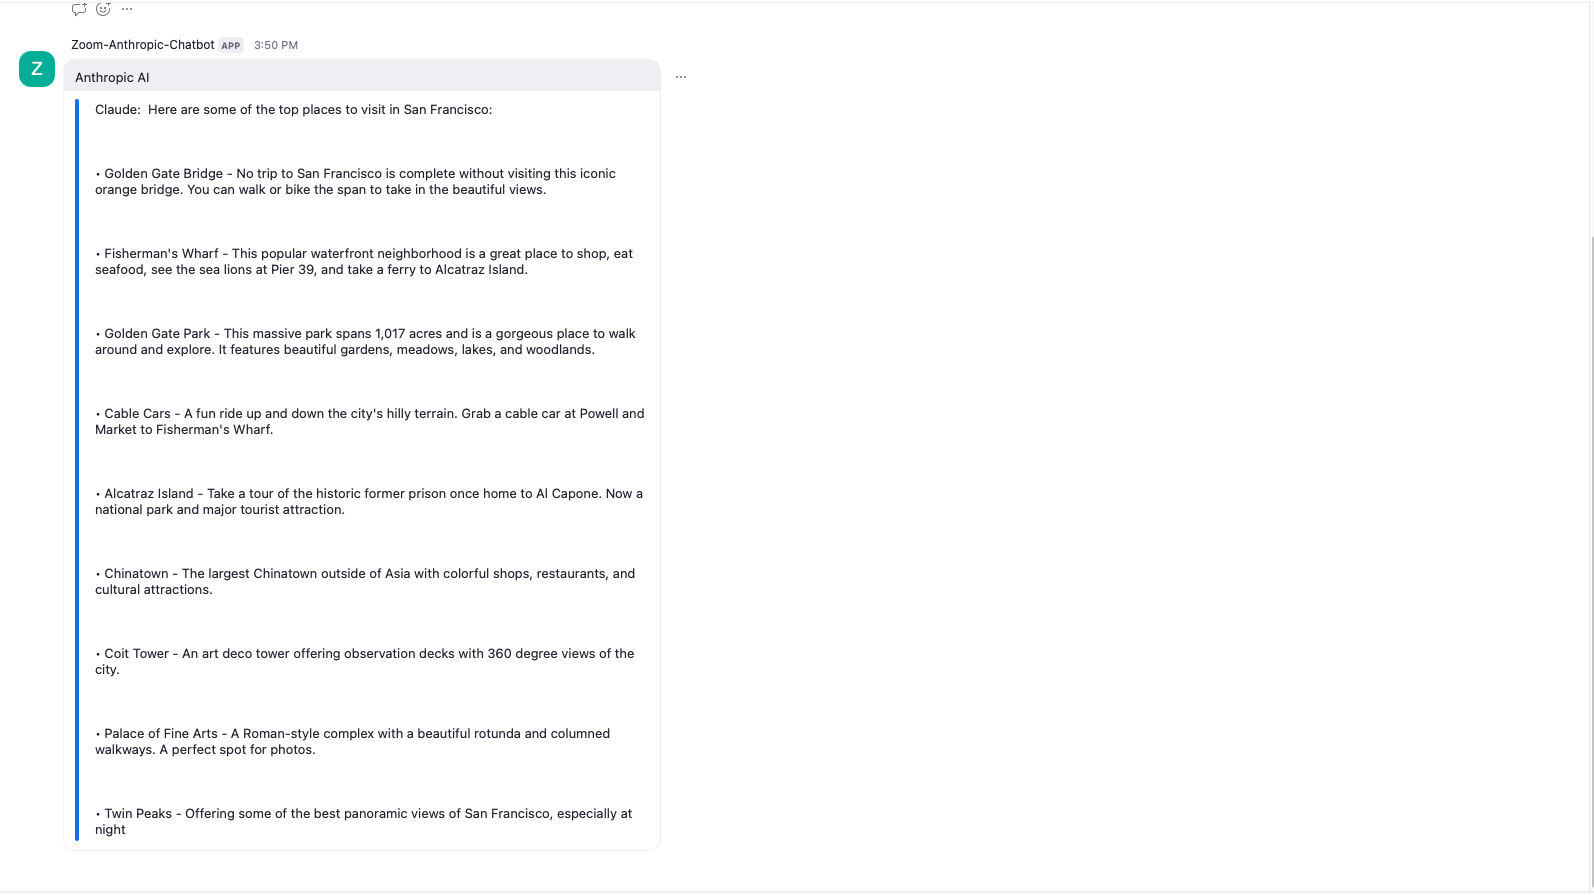 Zoom-Anthropic-Chatbot APP 3:50 PM
Z
Anthropic AI
Claude:  Here are some of the top places to visit in San Francisco:
• Golden Gate Bridge - No trip to San Francisco is complete without visiting this iconic
orange bridge. You can walk or bike the span to take in the beautiful views.
• Fisherman's Wharf - This popular waterfront neighborhood is a great place to shop, eat
seafood, see the sea lions at Pier 39, and take a ferry to Alcatraz Island.
• Golden Gate Park - This massive park spans 1,017 acres and is a gorgeous place to walk
around and explore. It features beautiful gardens, meadows, lakes, and woodlands.
• Cable Cars - A fun ride up and down the city's hilly terrain. Grab a cable car at Powell and
Market to Fisherman's Wharf.
• Alcatraz Island - Take a tour of the historic former prison once home to Al Capone. Now a
national park and major tourist attraction.
• Chinatown - The largest Chinatown outside of Asia with colorful shops, restaurants, and
cultural attractions.
• Coit Tower - An art deco tower offering observation decks with 360 degree views of the
city.
• Palace of Fine Arts - A Roman-style complex with a beautiful rotunda and columned
walkways. A perfect spot for photos.
• Twin Peaks - Offering some of the best panoramic views of San Francisco, especially at
night